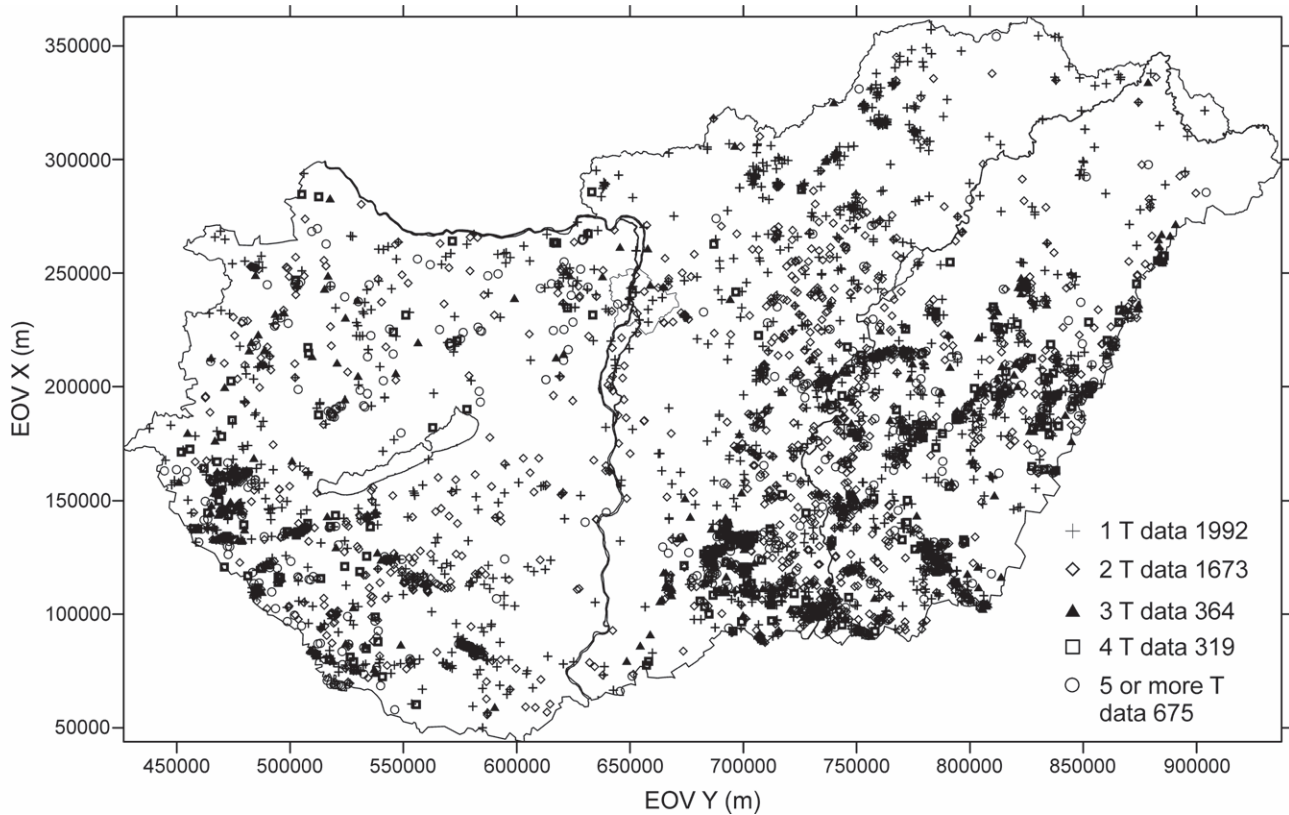 EOV X (m)
350000
300000
250000
200000
150000
100000
50000
1 T data 1992
2 T data 1673
3 T data 364
4 T data 319
5 or more T
data 675
450000 500000 550000 600000 650000 700000 750000 800000 850000 900000
EOV Y (m)